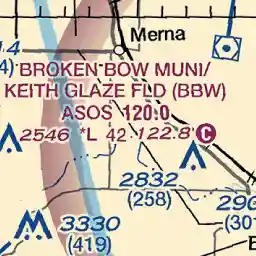 Merna
BROKEN BOW MUNI/
KEITH GLAZE FLD (BBW)
ASOS 120.0
2546 *L 42 122.8 C
2832
(258)
3330
(419)